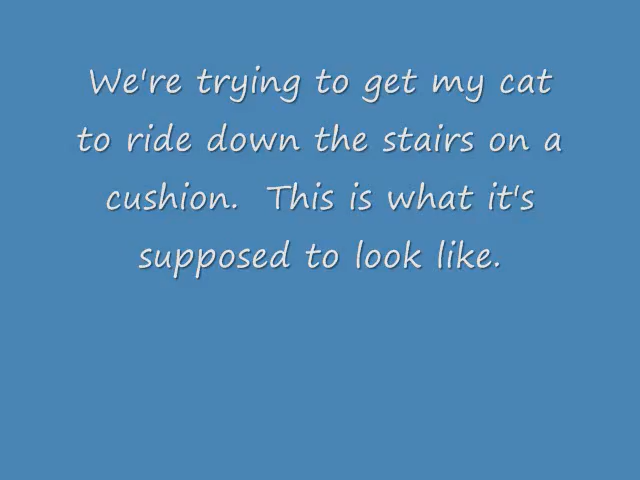 We're trying to get my cat
to ride down the stairs on a
cushion.  This is what it's
supposed to look like.